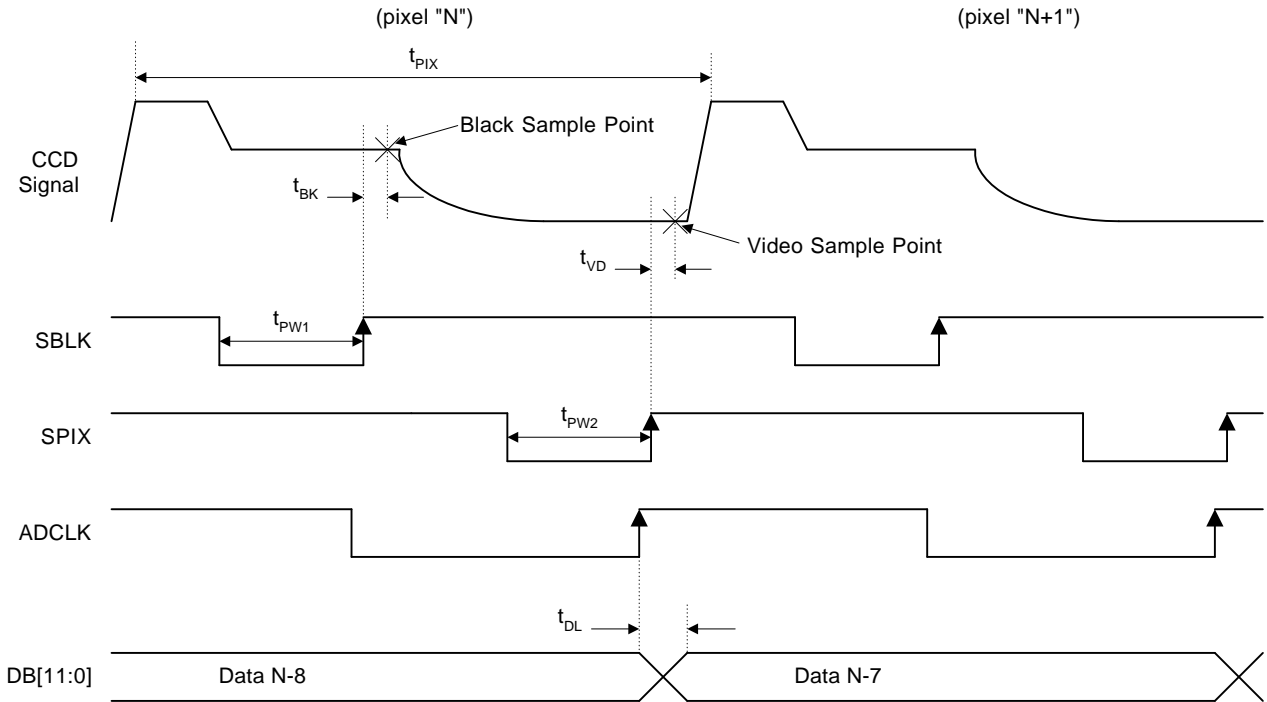 (pixel "N") (pixel "N+1")
tPIX
Black Sample Point
CCD
Signal
tBK
Video Sample Point
tVD
tPW1
SBLK
tPW2
SPIX
ADCLK
tDL
DB[11:0] Data N-8 Data N-7